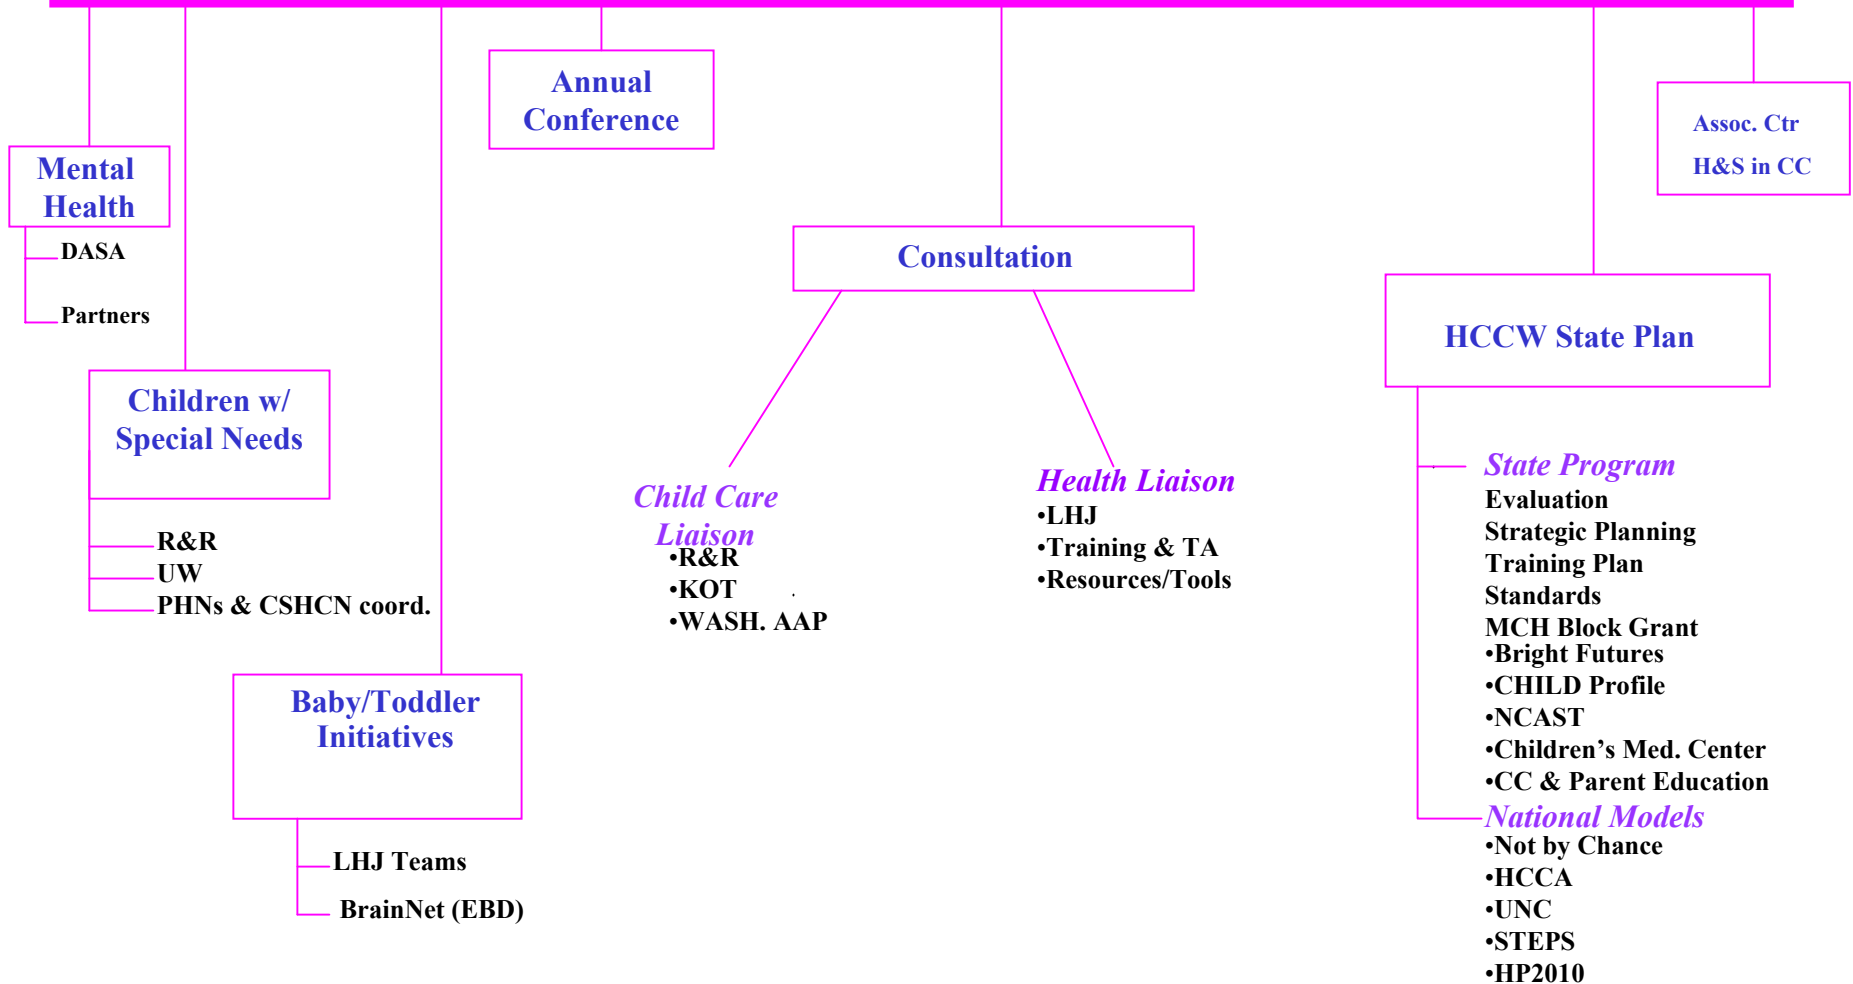 Annual
Conference
Assoc. Ctr
H&S in CC
Mental
Health
DASA
Partners
Consultation
HCCW State Plan
Children w/
Special Needs
R&R
UW
PHNs & CSHCN coord.
Child Care
Liaison
•R&R
•KOT
•WASH. AAP
Health Liaison
•LHJ
•Training & TA
•Resources/Tools
State Program
Evaluation
Strategic Planning
Training Plan
Standards
MCH Block Grant
•Bright Futures
•CHILD Profile
•NCAST
•Children’s Med. Center
•CC & Parent Education
National Models
•Not by Chance
•HCCA
•UNC
•STEPS
•HP2010
Baby/Toddler
Initiatives
LHJ Teams
BrainNet (EBD)